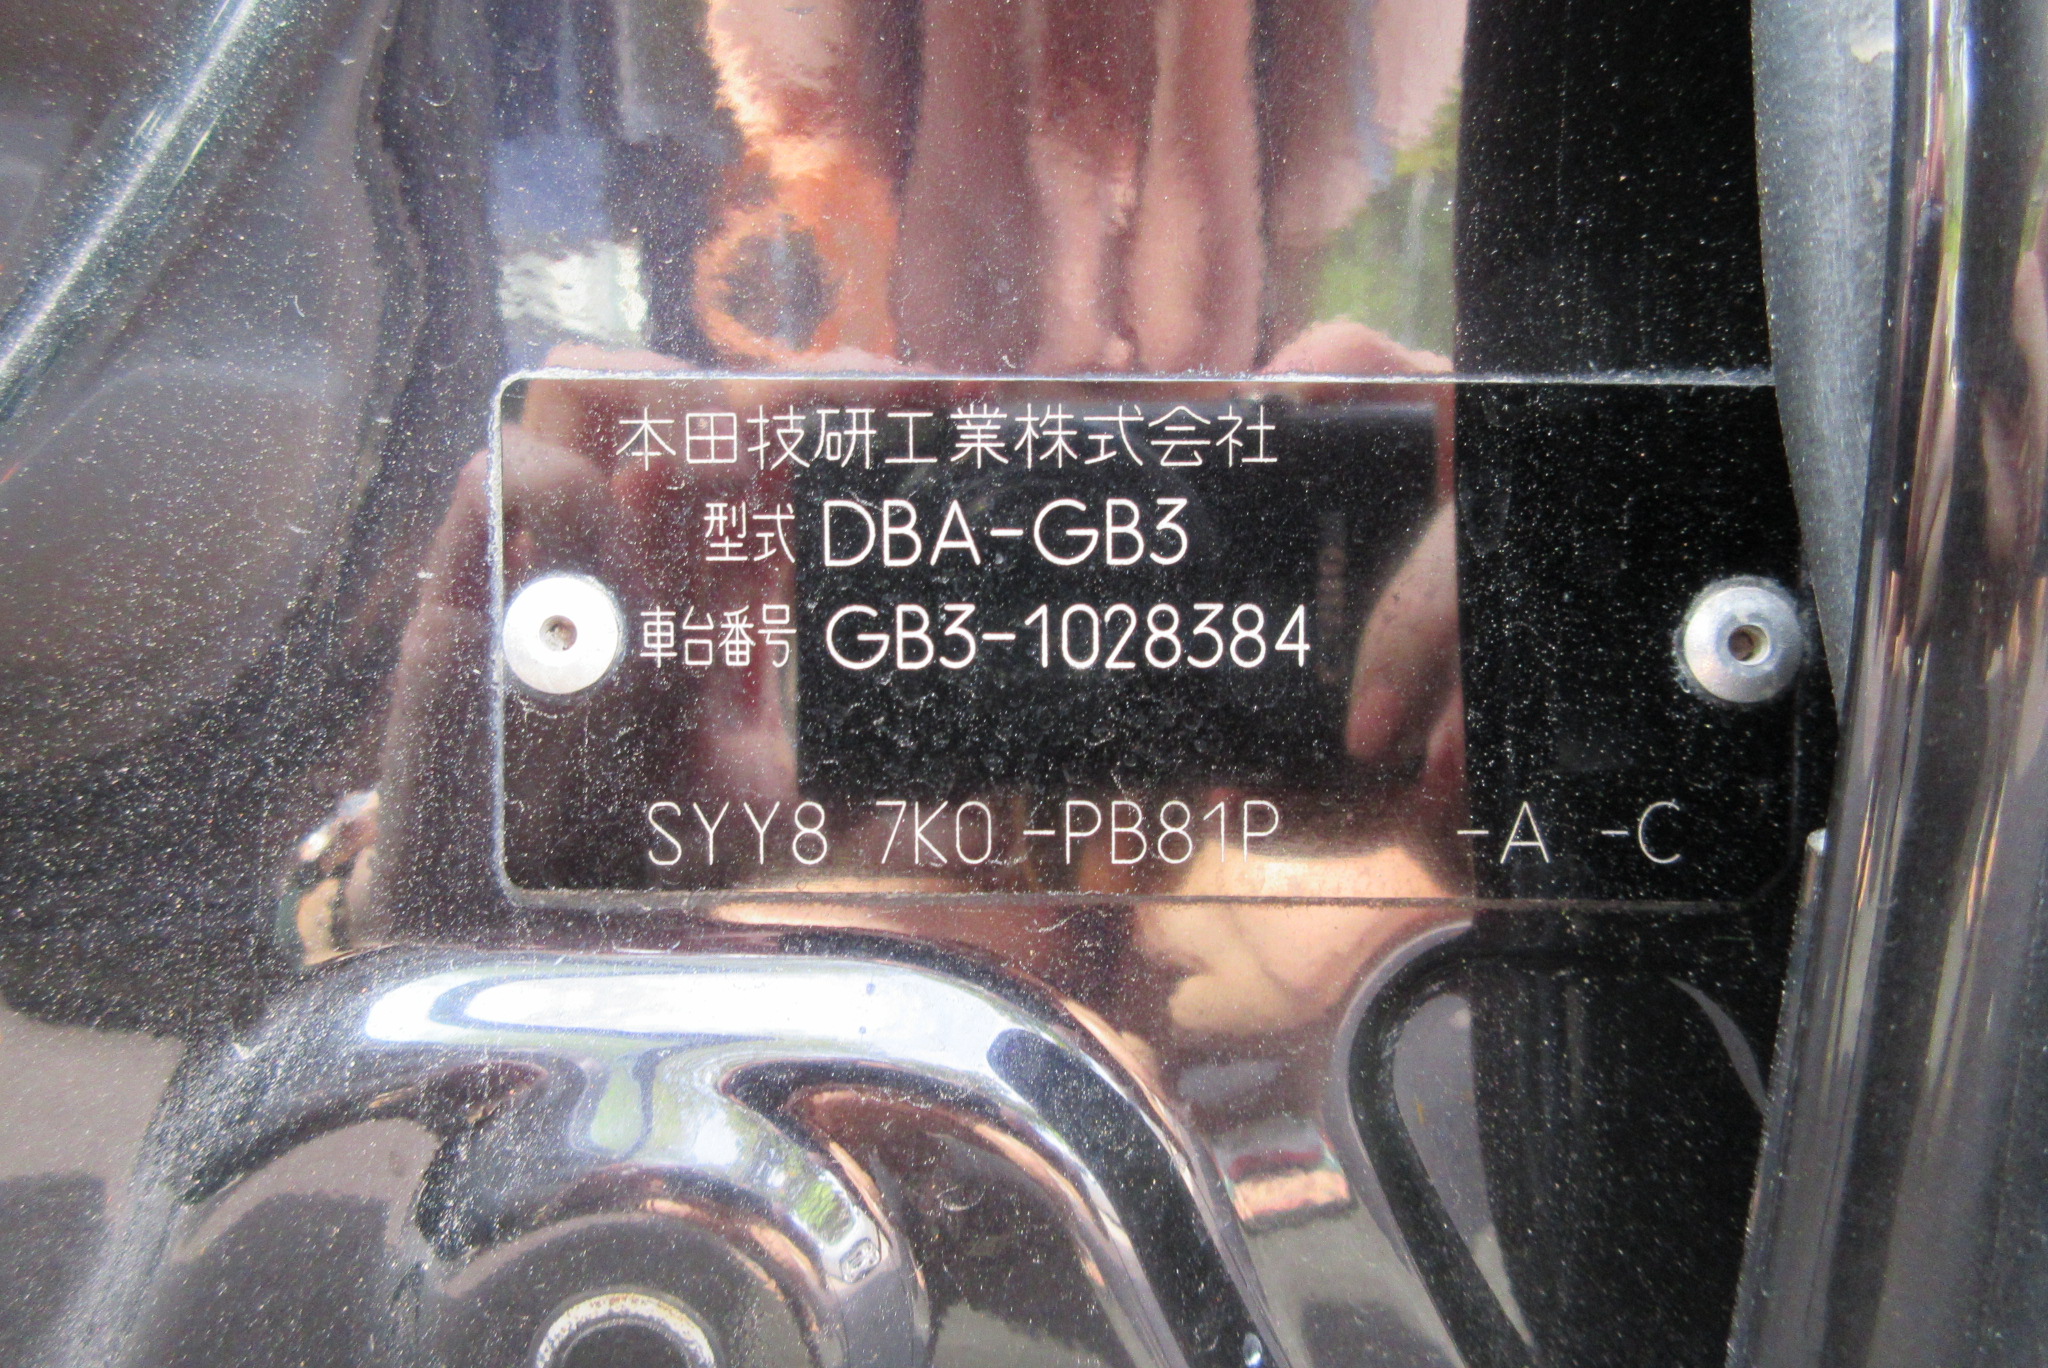 本田技研工業株式会社
型式 DBA-GB3
車台番号 GB3-1028384
SYY8 7K0 -PB81P -A -C